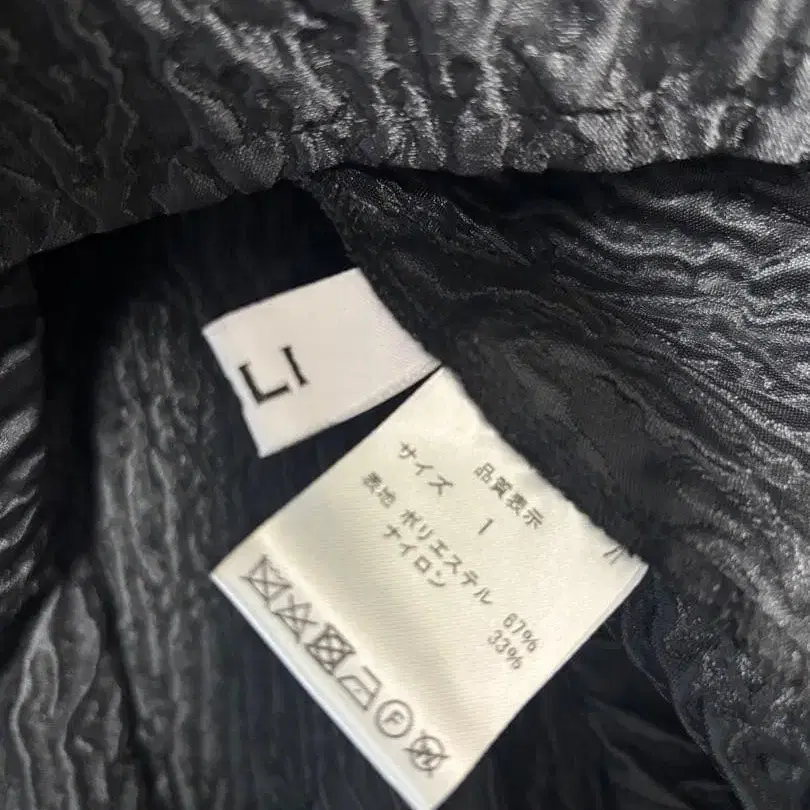 LI
品質表示
サイズ 1
表地 ポリエステル 67%
ナイロン 33%
F
W